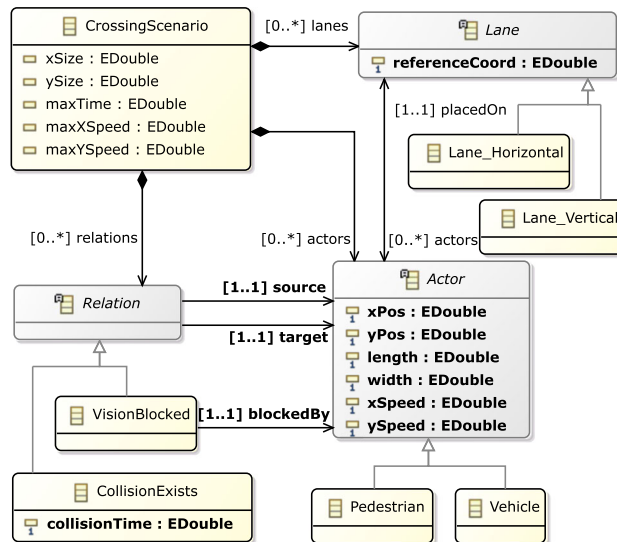 CrossingScenario
xSize : EDouble
ySize : EDouble
maxTime : EDouble
maxXSpeed : EDouble
maxYSpeed : EDouble
[0..*] lanes
Lane
referenceCoord : EDouble
[1..1] placedOn
Lane_Horizontal
Lane_Vertical
[0..*] relations
[0..*] actors
[0..*] actors
Relation
[1..1] source
[1..1] target
Actor
xPos : EDouble
yPos : EDouble
length : EDouble
width : EDouble
xSpeed : EDouble
ySpeed : EDouble
VisionBlocked
[1..1] blockedBy
CollisionExists
collisionTime : EDouble
Pedestrian
Vehicle